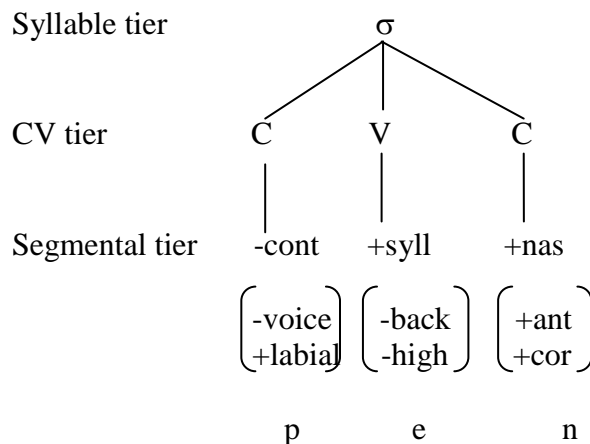 Syllable tier σ
CV tier C V C
Segmental tier -cont +syll +nas
-voice -back +ant
+labial -high +cor
p e n